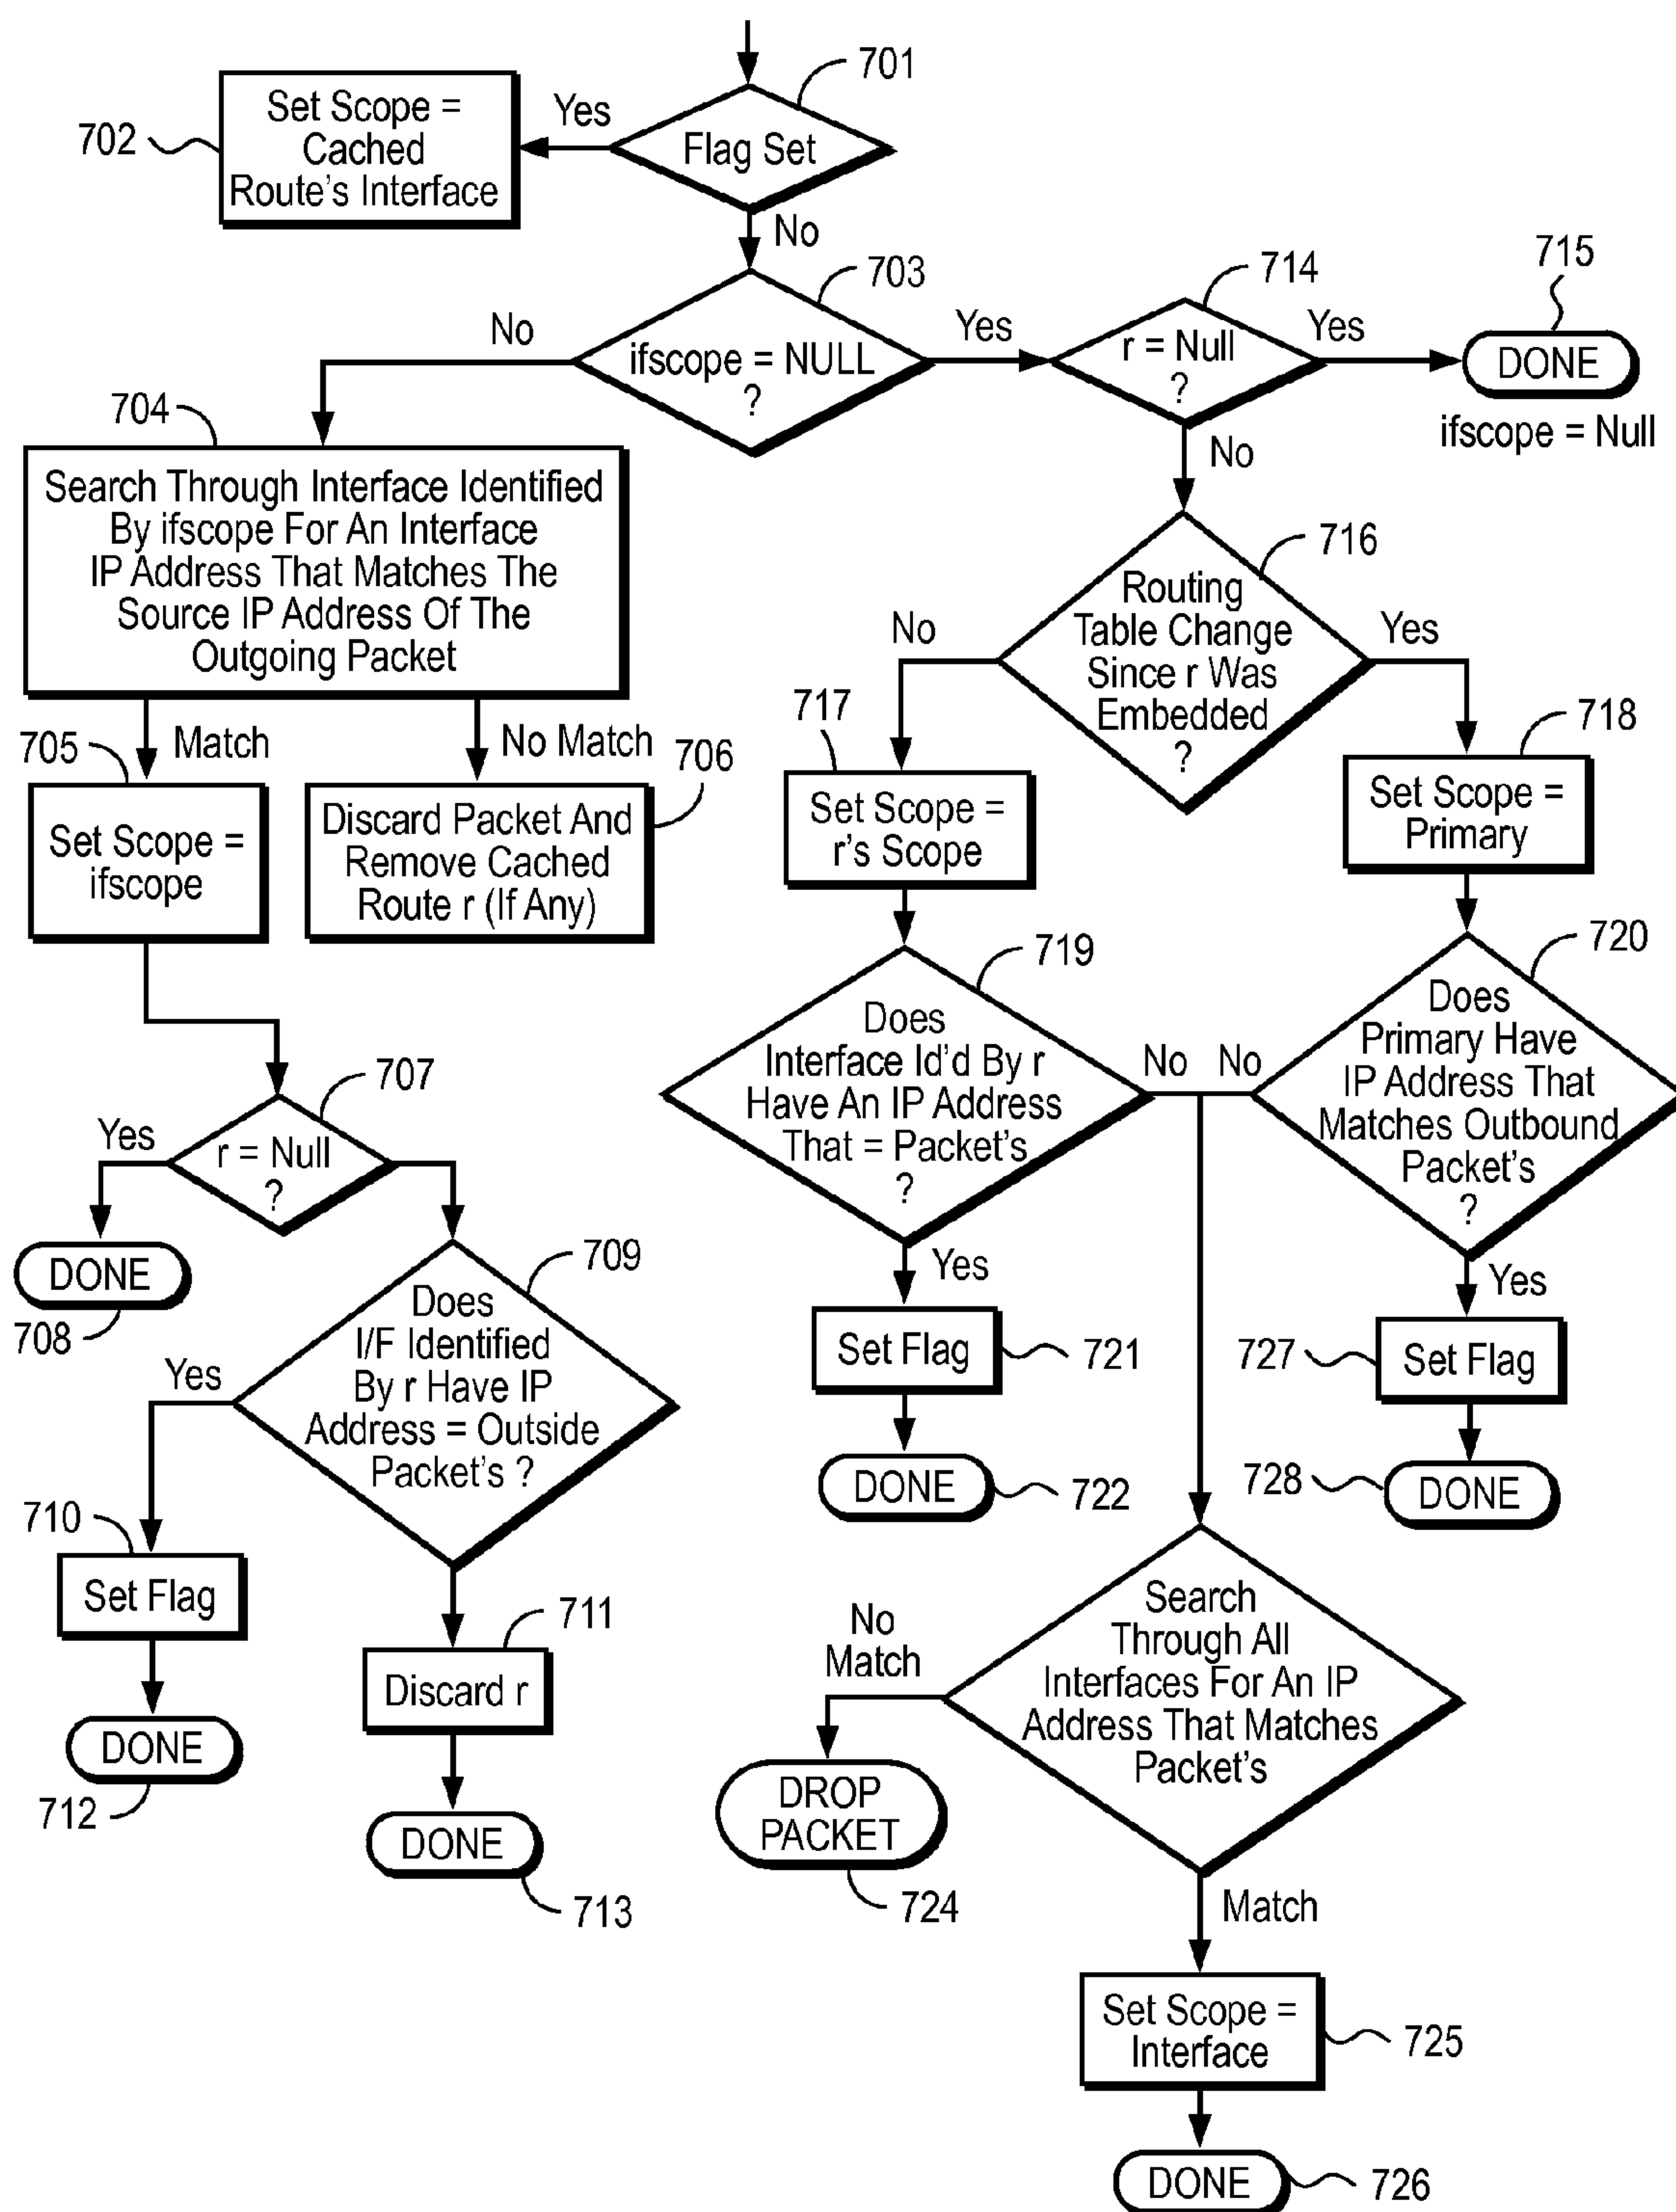 701
Set Scope =
Cached
Route's Interface
702
Yes
Flag Set
No
703
ifscope = NULL
?
No
Yes
714
r = Null
?
Yes
No
715
DONE
ifscope = Null
704
Search Through Interface Identified
By ifscope For An Interface
IP Address That Matches The
Source IP Address Of The
Outgoing Packet
Match
No Match
705
Set Scope =
ifscope
706
Discard Packet And
Remove Cached
Route r (If Any)
707
r = Null
?
Yes
DONE
708
709
Does
I/F Identified
By r Have IP
Address = Outside
Packet's ?
Yes
710
Set Flag
DONE
712
711
Discard r
DONE
713
716
Routing
Table Change
Since r Was
Embedded
?
No
Yes
717
Set Scope =
r's Scope
718
Set Scope =
Primary
719
Does
Interface Id'd By r
Have An IP Address
That = Packet's
?
No
No
720
Does
Primary Have
IP Address That
Matches Outbound
Packet's
?
Yes
Set Flag
721
DONE
722
Yes
727
Set Flag
728
DONE
Search
Through All
Interfaces For An IP
Address That Matches
Packet's
No
Match
DROP
PACKET
724
Match
Set Scope =
Interface
725
DONE
726